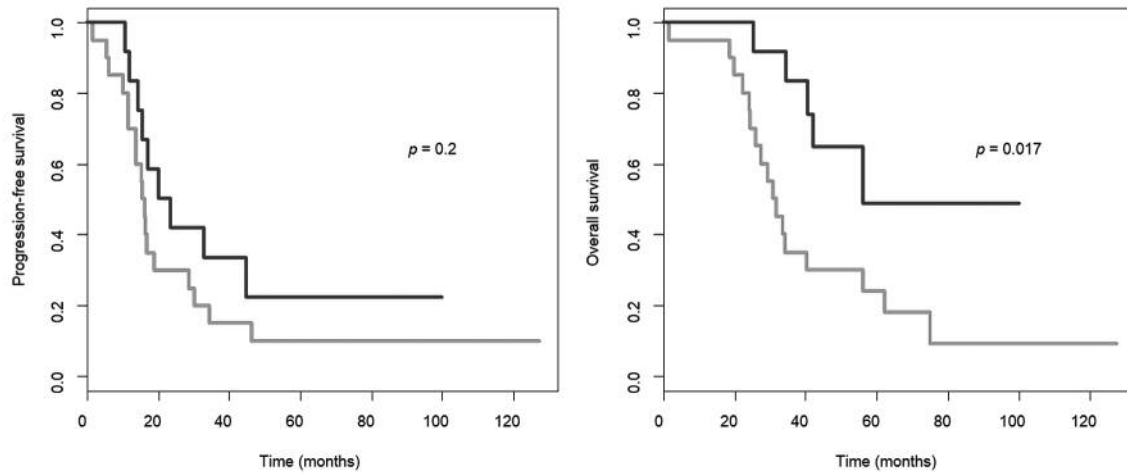 Progression-free survival
1.0
0.8
0.6
0.4
0.2
0.0
p = 0.2
0 20 40 60 80 100 120
Time (months)
Overall survival
1.0
0.8
0.6
0.4
0.2
0.0
p = 0.017
0 20 40 60 80 100 120
Time (months)